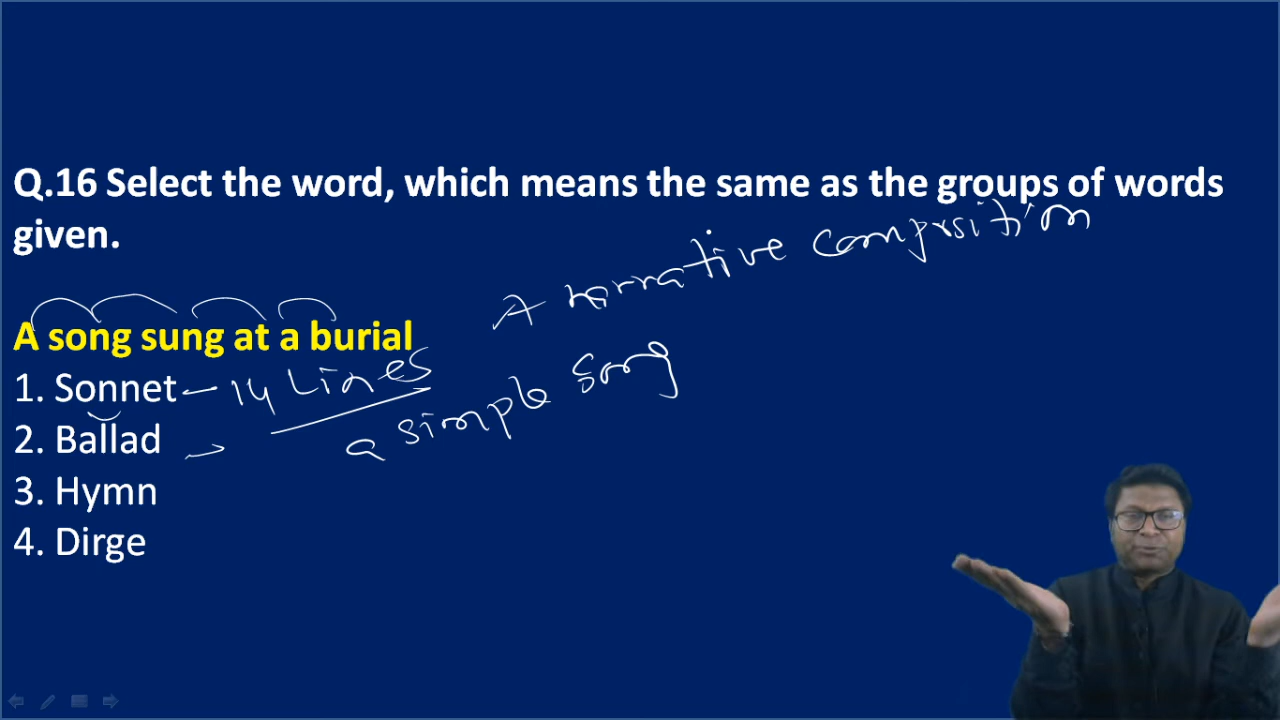 Q.16 Select the word, which means the same as the groups of words
given.
A narrative composition
A song sung at a burial
1. Sonnet - 14 Lines
a simple song
2. Ballad →
3. Hymn
4. Dirge